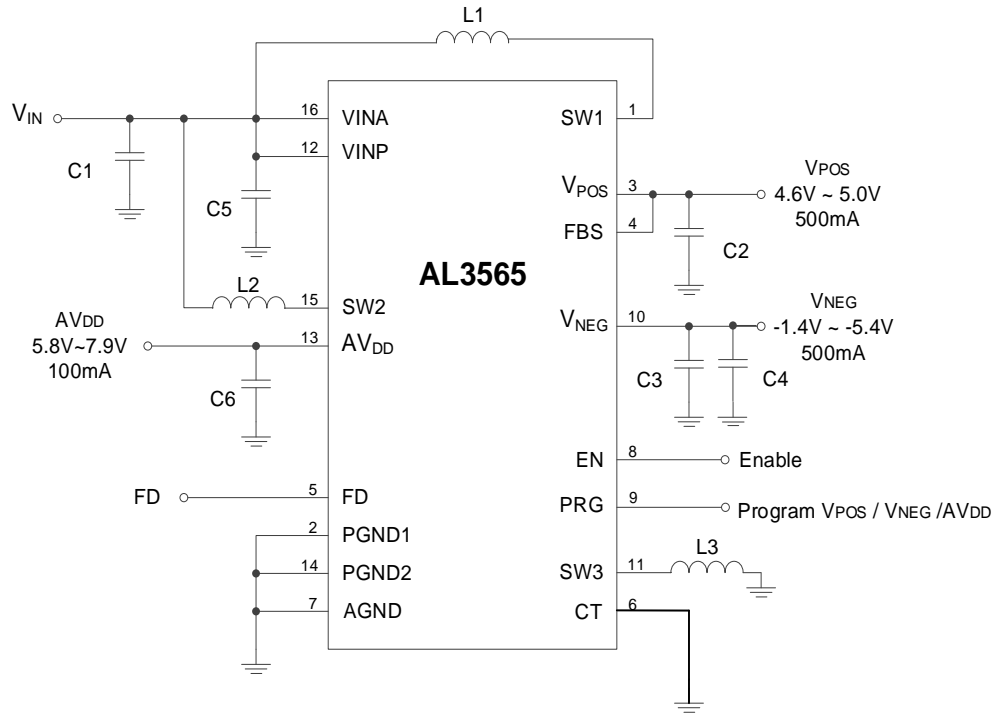 L1
VIN
16 VINA
SW1 1
12 VINP
C1
C5
VPOS 3
FBS 4
VPOS
4.6V ~ 5.0V
500mA
C2
AL3565
L2
15 SW2
AVDD
5.8V~7.9V
100mA
13 AVDD
C6
VNEG 10
VNEG
-1.4V ~ -5.4V
500mA
C3
C4
EN 8
Enable
FD
5 FD
PRG 9
Program VPOS / VNEG /AVDD
2 PGND1
14 PGND2
SW3 11
L3
7 AGND
CT 6